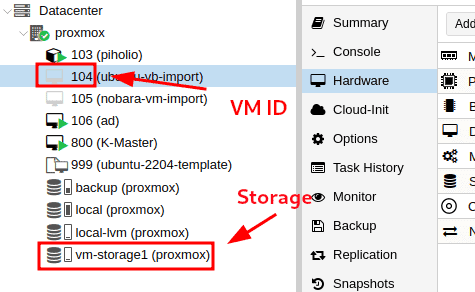 Datacenter
proxmox
103 (piholio)
104 (ubuntu-vb-import)
105 (nobara-vm-import)
106 (ad)
800 (K-Master)
999 (ubuntu-2204-template)
backup (proxmox)
local (proxmox)
local-lvm (proxmox)
vm-storage1 (proxmox)
VM ID
Storage
Summary
Console
Hardware
Cloud-Init
Options
Task History
Monitor
Backup
Replication
Snapshots
Add